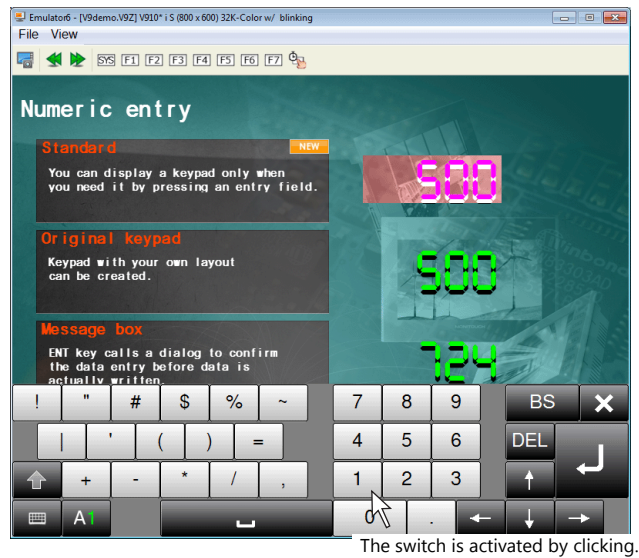 Emulator6 - [V9demo.V9Z] V910* i S (800 x 600) 32K-Color w/ blinking
File View
SYS F1 F2 F3 F4 F5 F6 F7
Numeric entry
Standard
NEW
You can display a keypad only when
you need it by pressing an entry field.
500
Original keypad
Keypad with your own layout
can be created.
500
Message box
ENT key calls a dialog to confirm
the data entry before data is
actually written.
724
! " # $ % ~ 7 8 9 BS X
| ' ( ) = 4 5 6 DEL
+ - * / , 1 2 3 ↑
A1 0 . ← ↓ →
The switch is activated by clicking.